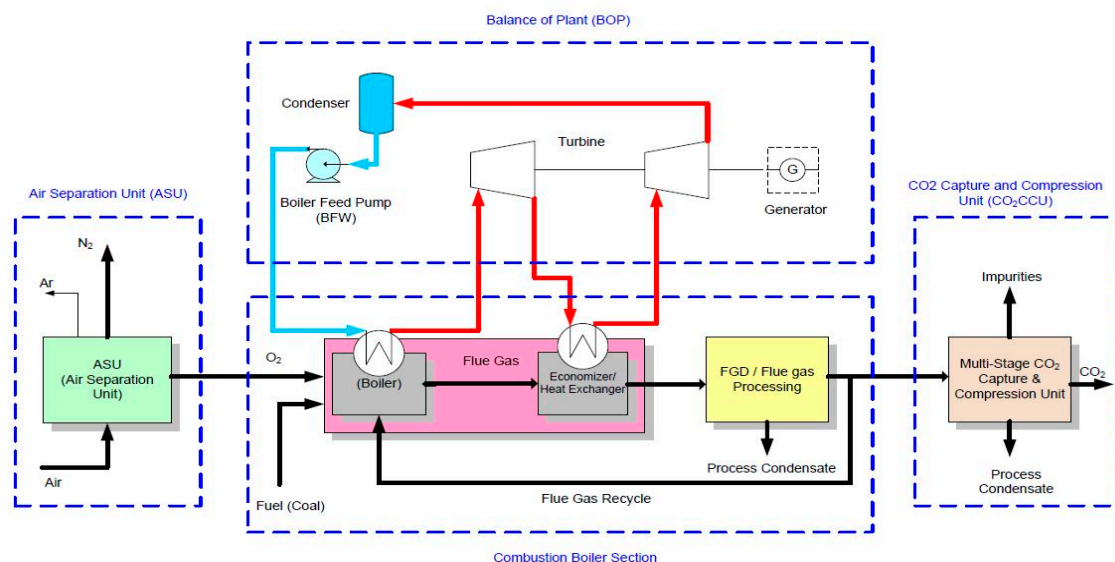 Balance of Plant (BOP)
Condenser
Turbine
Boiler Feed Pump
(BFW)
G
Generator
Air Separation Unit (ASU)
N₂
Ar
ASU
(Air Separation
Unit)
Air
O₂
Fuel (Coal)
(Boiler)
Flue Gas
Economizer/
Heat Exchanger
FGD / Flue gas
Processing
Process Condensate
Flue Gas Recycle
Combustion Boiler Section
CO2 Capture and Compression
Unit (CO₂CCU)
Impurities
Multi-Stage CO₂
Capture &
Compression Unit
CO₂
Process
Condensate